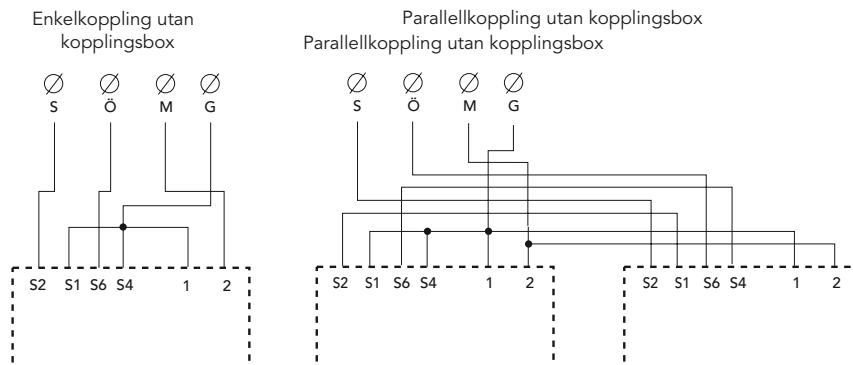 Enkelkoppling utan
kopplingsbox
S Ö M G
S2 S1 S6 S4 1 2
Parallellkoppling utan kopplingsbox
Parallellkoppling utan kopplingsbox
S Ö M G
S2 S1 S6 S4 1 2
S2 S1 S6 S4 1 2